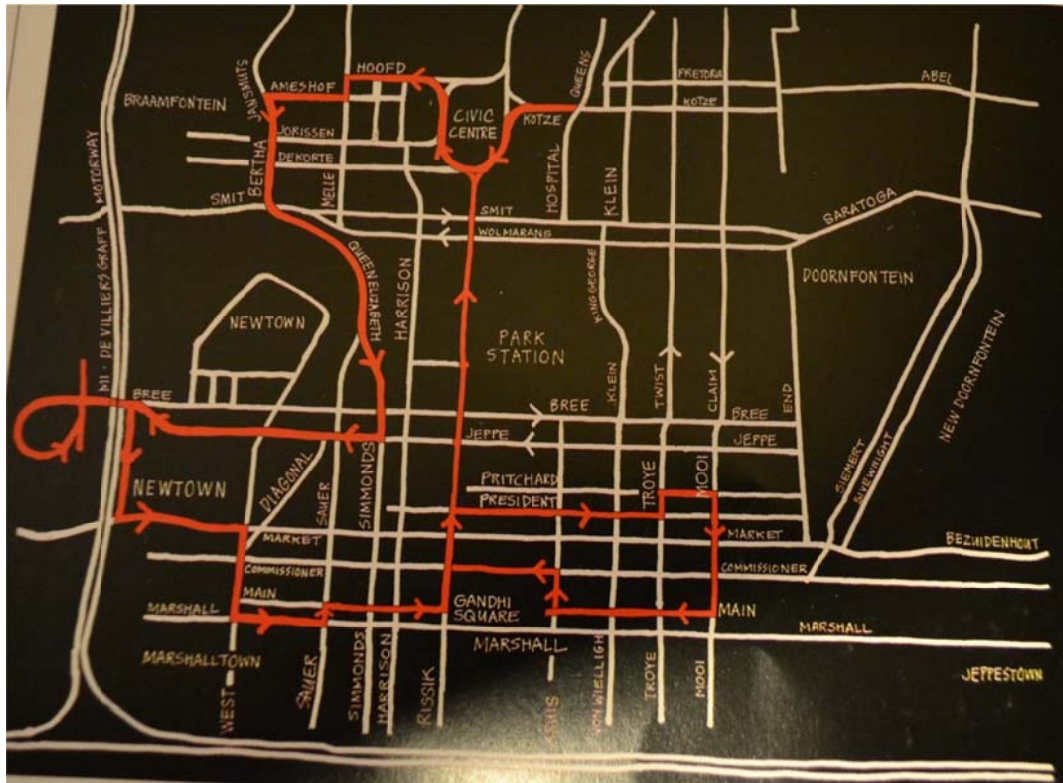 HOOFD
QUEENS
PRETORIA
ABEL
AMESHOF
BRAAMFONTEIN
JANSMUTS
KOTZE
KOTZE
CIVIC
CENTRE
JORISSEN
DEKORTE
BERTHA
MELLE
HOSPITAL
KLEIN
MOTORWAY
SMIT
SMIT
WOLMARANS
SARATOGA
QUEEN ELIZABETH
HARRISON
KING GEORGE
DOORNFONTEIN
NEWTOWN
PARK
STATION
M1 - DE VILLIERS GRAFF
KLEIN
TWIST
CLAIM
END
NEW DOORNFONTEIN
BREE
BREE
BREE
JEPPE
JEPPE
DIAGONAL
SAUER
SIMMONDS
PRITCHARD
PRESIDENT
TROYE
MOOI
SIEMERT
SIVEWRIGHT
NEWTOWN
MARKET
MARKET
BEZUIDENHOUT
COMMISSIONER
COMMISSIONER
MAIN
GANDHI
SQUARE
MAIN
MARSHALL
MARSHALL
MARSHALL
MARSHALLTOWN
JEPPESTOWN
WEST
SAUER
SIMMONDS
HARRISON
RISSIK
VON WIELLIGH
TROYE
MOOI